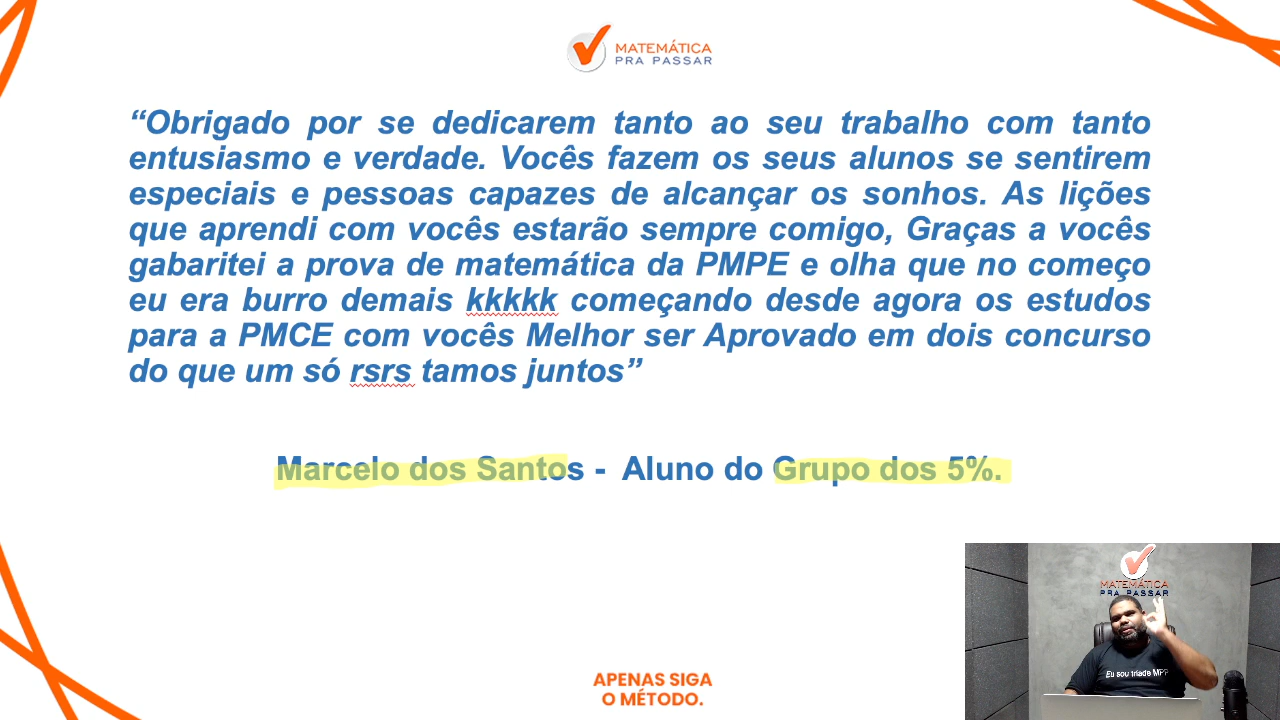 MATEMÁTICA
PRA PASSAR
“Obrigado por se dedicarem tanto ao seu trabalho com tanto
entusiasmo e verdade. Vocês fazem os seus alunos se sentirem
especiais e pessoas capazes de alcançar os sonhos. As lições
que aprendi com vocês estarão sempre comigo, Graças a vocês
gabaritei a prova de matemática da PMPE e olha que no começo
eu era burro demais kkkkk começando desde agora os estudos
para a PMCE com vocês Melhor ser Aprovado em dois concurso
do que um só rsrs tamos juntos”
Marcelo dos Santos - Aluno do Grupo dos 5%.
MATEMÁTICA
PRA PASSAR
Eu sou tríade MPP
APENAS SIGA
O MÉTODO.